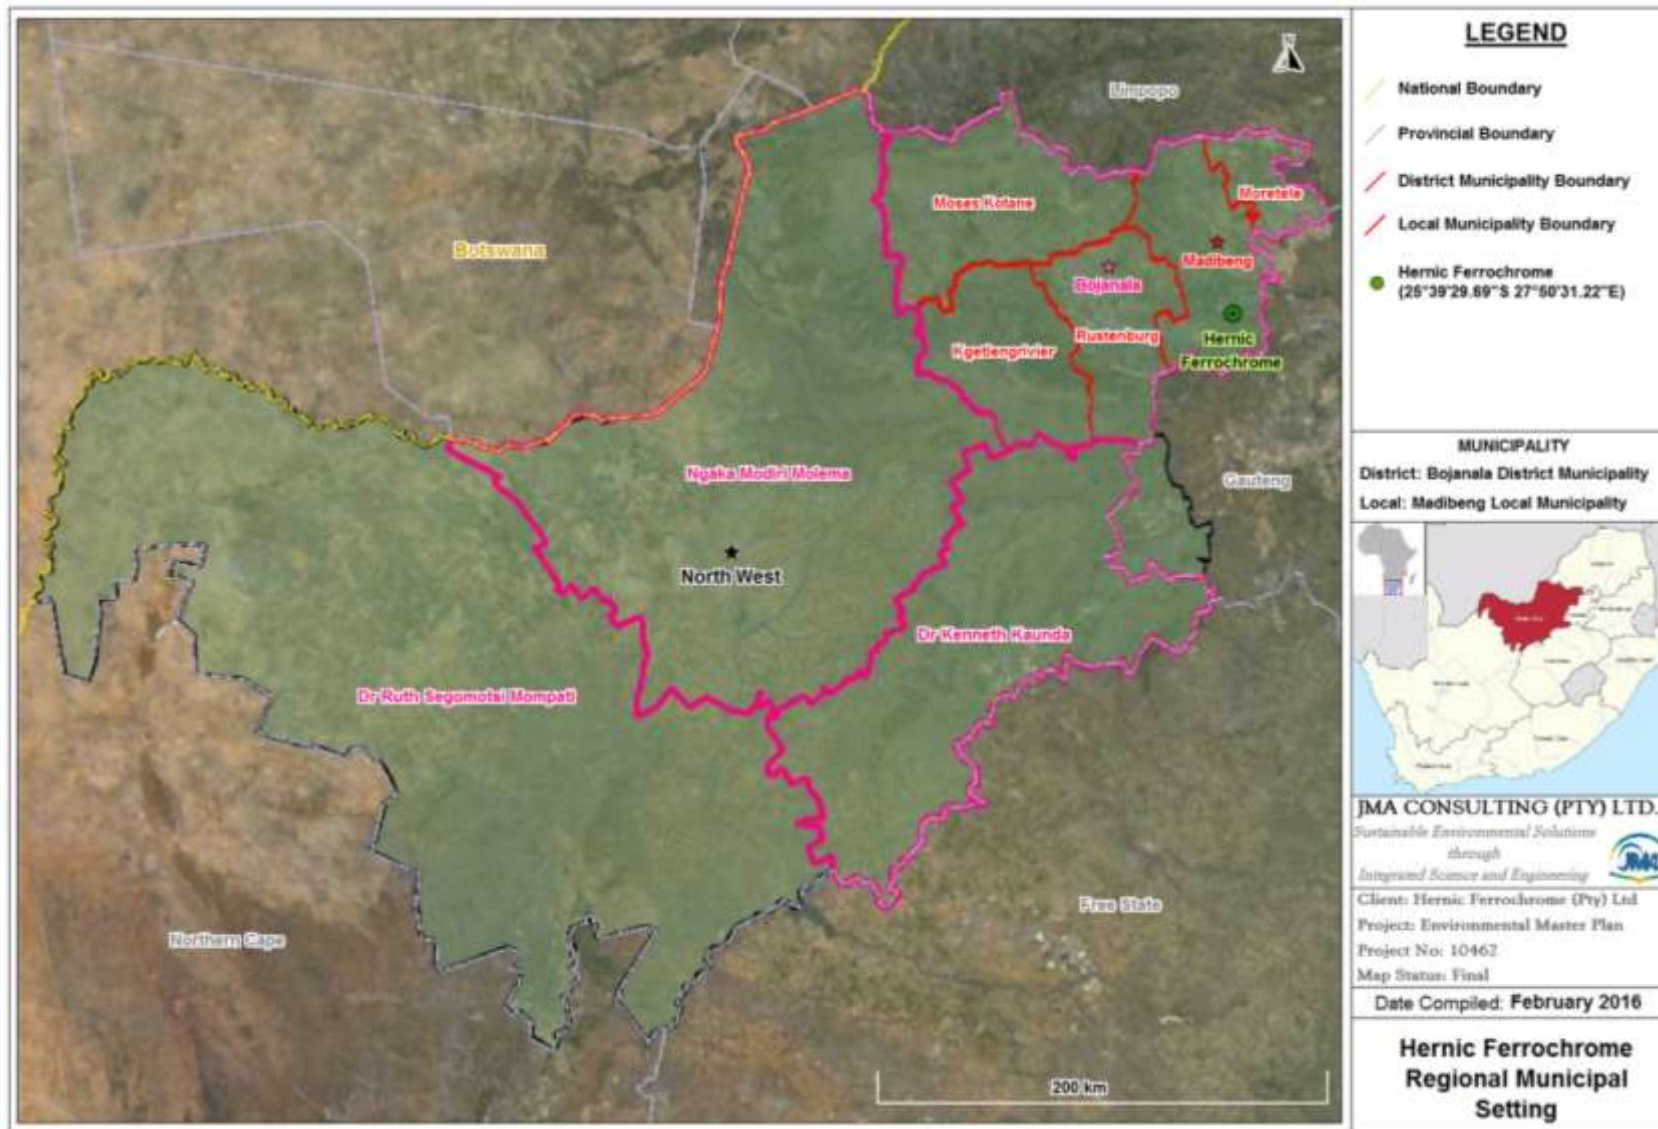 Limpopo
Moses Kotane
Moretele
Botswana
Madibeng
Bojanala
Kgetlengrivier
Rustenburg
Hernic
Ferrochrome
Ngaka Modiri Molema
Gauteng
North West
Dr Kenneth Kaunda
Dr Ruth Segomotsi Mompati
Northern Cape
Free State
200 km
LEGEND
National Boundary
Provincial Boundary
District Municipality Boundary
Local Municipality Boundary
Hernic Ferrochrome
(25°39'29.69"S 27°50'31.22"E)
MUNICIPALITY
District: Bojanala District Municipality
Local: Madibeng Local Municipality
JMA CONSULTING (PTY) LTD.
Sustainable Environmental Solutions
through
Integrated Science and Engineering
JMA
Client: Hernic Ferrochrome (Pty) Ltd
Project: Environmental Master Plan
Project No: 10462
Map Status: Final
Date Compiled: February 2016
Hernic Ferrochrome
Regional Municipal
Setting